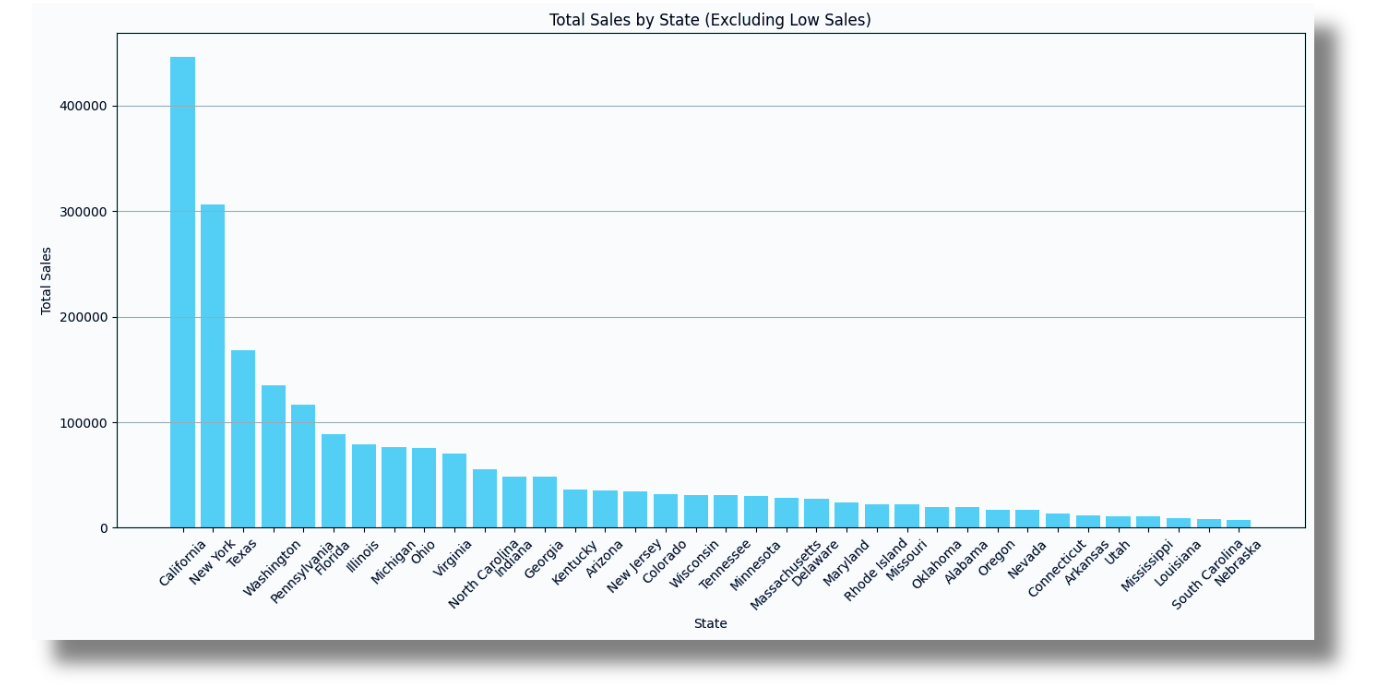 Total Sales by State (Excluding Low Sales)
400000
300000
200000
100000
0
Total Sales
California
New York
Texas
Washington
Pennsylvania
Florida
Illinois
Michigan
Ohio
Virginia
North Carolina
Indiana
Georgia
Kentucky
Arizona
New Jersey
Colorado
Wisconsin
Tennessee
Minnesota
Massachusetts
Delaware
Maryland
Rhode Island
Missouri
Oklahoma
Alabama
Oregon
Nevada
Connecticut
Arkansas
Utah
Mississippi
Louisiana
South Carolina
Nebraska
State